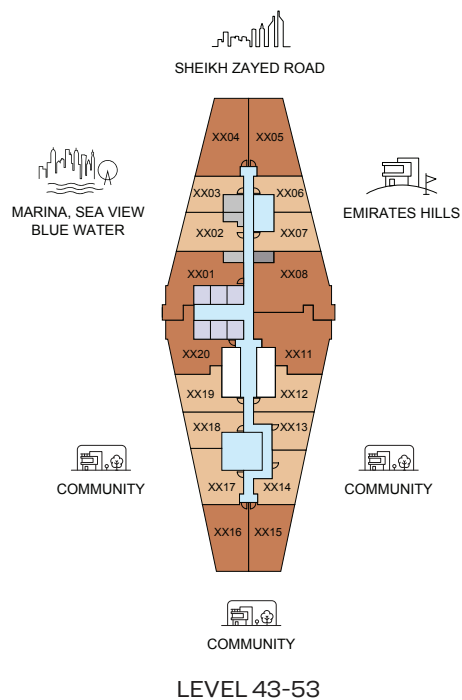 SHEIKH ZAYED ROAD
XX04 XX05
XX03 XX06
MARINA, SEA VIEW
BLUE WATER
EMIRATES HILLS
XX02 XX07
XX01 XX08
XX20 XX11
XX19 XX12
XX18 XX13
COMMUNITY
COMMUNITY
XX17 XX14
XX16 XX15
COMMUNITY
LEVEL 43-53